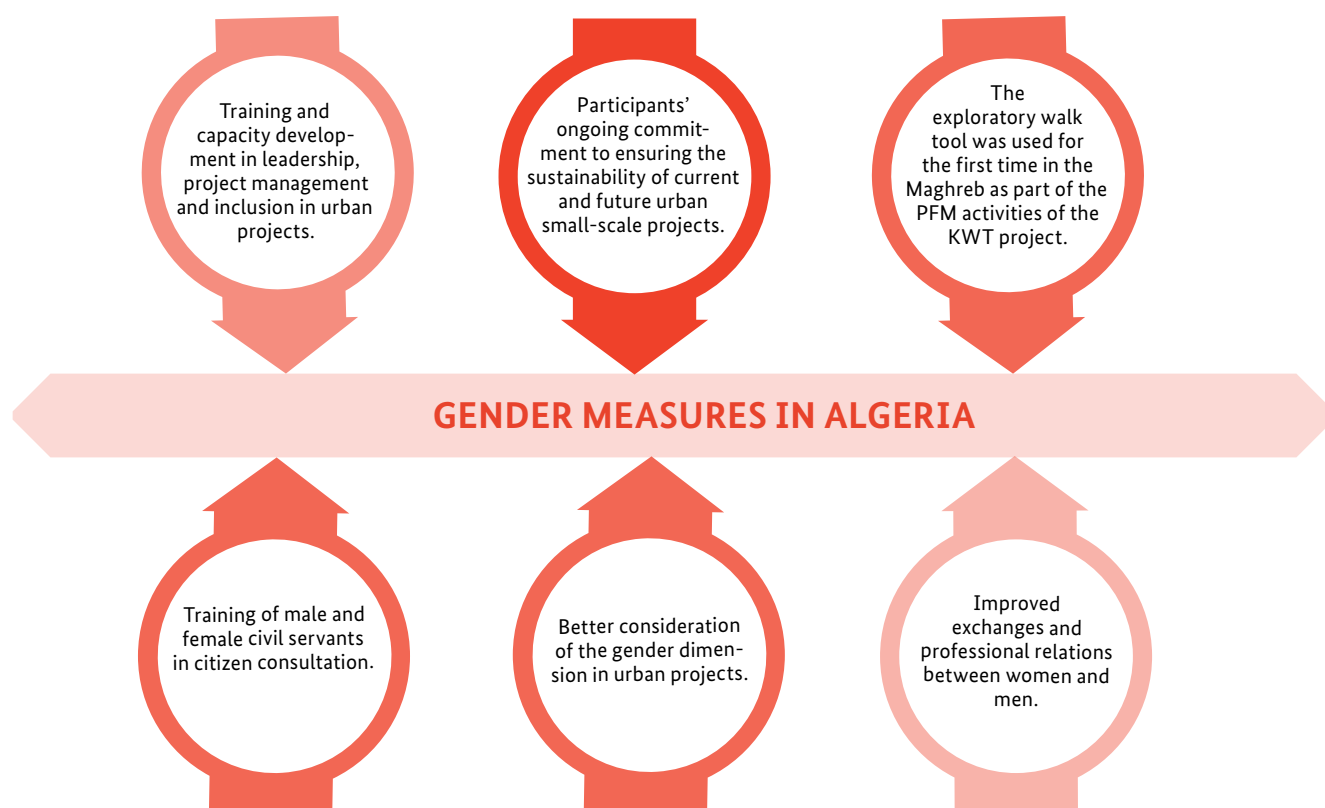 Training and
capacity develop-
ment in leadership,
project management
and inclusion in urban
projects.
Participants’
ongoing commit-
ment to ensuring the
sustainability of current
and future urban
small-scale projects.
The
exploratory walk
tool was used for
the first time in the
Maghreb as part of the
PFM activities of the
KWT project.
GENDER MEASURES IN ALGERIA
Training of male and
female civil servants
in citizen consultation.
Better consideration
of the gender dimen-
sion in urban projects.
Improved
exchanges and
professional relations
between women and
men.